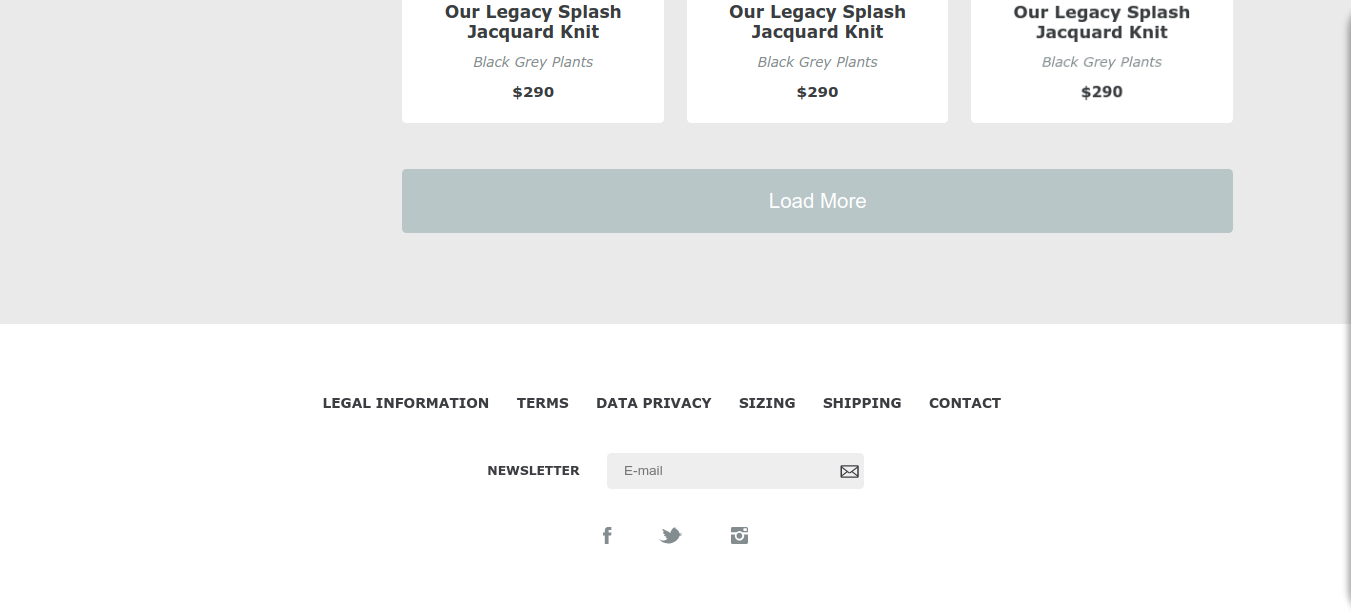 Our Legacy Splash
Jacquard Knit
Black Grey Plants
$290
Our Legacy Splash
Jacquard Knit
Black Grey Plants
$290
Our Legacy Splash
Jacquard Knit
Black Grey Plants
$290
Load More
LEGAL INFORMATION TERMS DATA PRIVACY SIZING SHIPPING CONTACT
NEWSLETTER E-mail